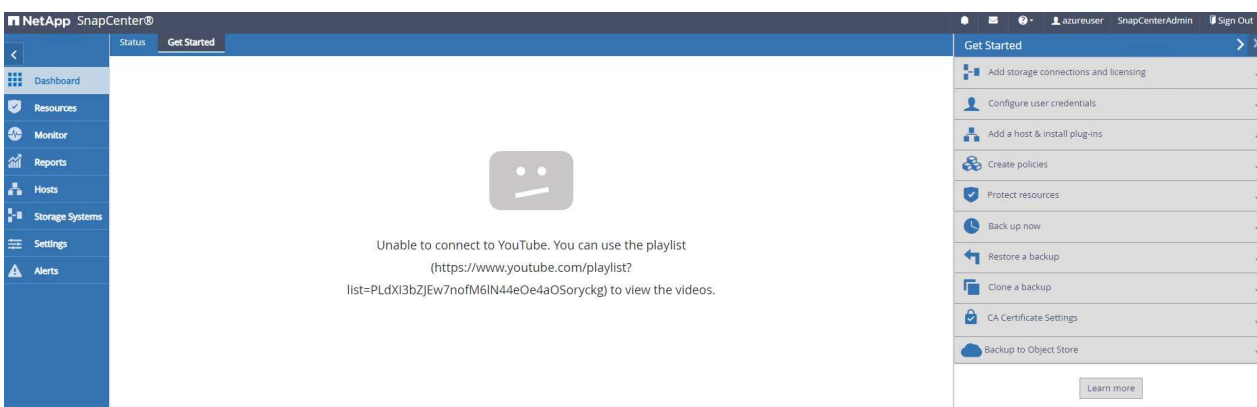 NetApp SnapCenter®
azureuser SnapCenterAdmin Sign Out
Status Get Started
Get Started
Dashboard
Resources
Monitor
Reports
Hosts
Storage Systems
Settings
Alerts
Unable to connect to YouTube. You can use the playlist
(https://www.youtube.com/playlist?
list=PLdXI3bZJEw7nofM6lN44eOe4aOSoryckg) to view the videos.
Add storage connections and licensing
Configure user credentials
Add a host & install plug-ins
Create policies
Protect resources
Back up now
Restore a backup
Clone a backup
CA Certificate Settings
Backup to Object Store
Learn more